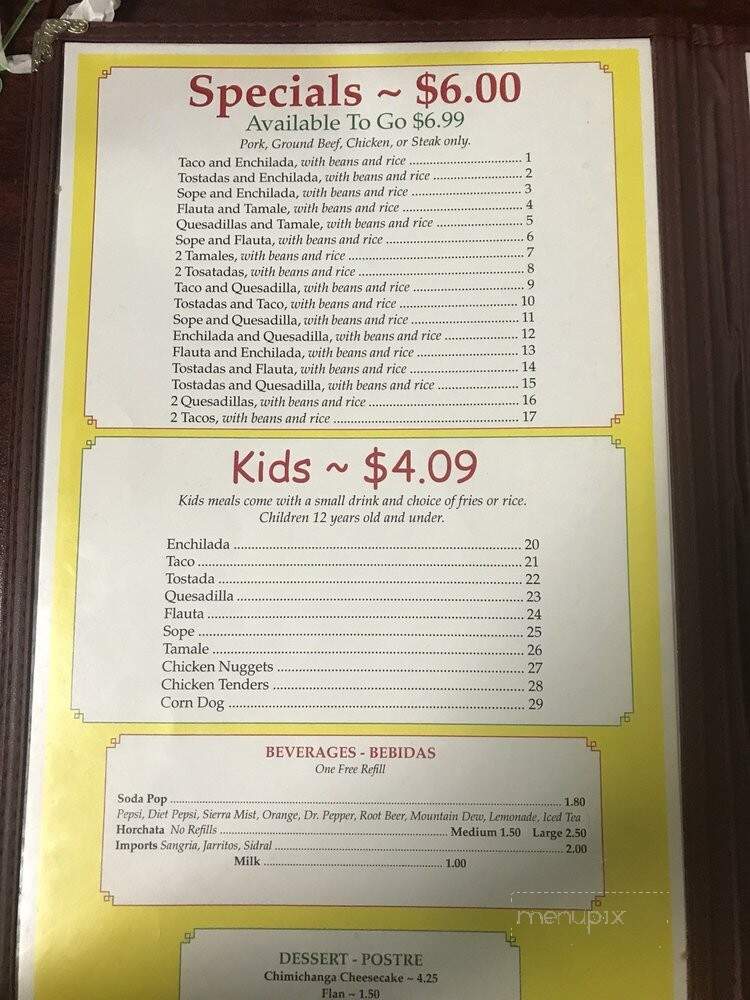 Specials ~ $6.00
Available To Go $6.99
Pork, Ground Beef, Chicken, or Steak only.
Taco and Enchilada, with beans and rice ................................ 1
Tostadas and Enchilada, with beans and rice ......................... 2
Sope and Enchilada, with beans and rice ................................ 3
Flauta and Tamale, with beans and rice ................................... 4
Quesadillas and Tamale, with beans and rice ......................... 5
Sope and Flauta, with beans and rice ........................................ 6
2 Tamales, with beans and rice ................................................... 7
2 Tosatadas, with beans and rice ................................................ 8
Taco and Quesadilla, with beans and rice ................................ 9
Tostadas and Taco, with beans and rice .................................. 10
Sope and Quesadilla, with beans and rice ................................ 11
Enchilada and Quesadilla, with beans and rice ...................... 12
Flauta and Enchilada, with beans and rice ............................. 13
Tostadas and Flauta, with beans and rice ................................ 14
Tostadas and Quesadilla, with beans and rice ....................... 15
2 Quesadillas, with beans and rice ........................................... 16
2 Tacos, with beans and rice ..................................................... 17
Kids ~ $4.09
Kids meals come with a small drink and choice of fries or rice.
Children 12 years old and under.
Enchilada ................................................................................ 20
Taco .......................................................................................... 21
Tostada .................................................................................... 22
Quesadilla ............................................................................... 23
Flauta ....................................................................................... 24
Sope .......................................................................................... 25
Tamale ..................................................................................... 26
Chicken Nuggets .................................................................... 27
Chicken Tenders ..................................................................... 28
Corn Dog ................................................................................. 29
BEVERAGES - BEBIDAS
One Free Refill
Soda Pop .................................................................................. 1.80
Pepsi, Diet Pepsi, Sierra Mist, Orange, Dr. Pepper, Root Beer, Mountain Dew, Lemonade, Iced Tea
Horchata No Refills ................................................ Medium 1.50 Large 2.50
Imports Sangria, Jarritos, Sidral ................................................ 2.00
Milk ................................................ 1.00
menupix
DESSERT - POSTRE
Chimichanga Cheesecake ~ 4.25
Flan ~ 1.50